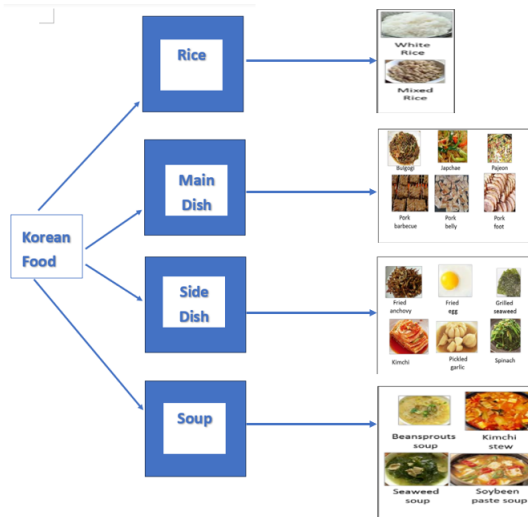 Rice
White
Rice
Mixed
Rice
Main
Dish
Bulgogi Japchae Pajeon
Pork
barbecue
Pork
belly
Pork
foot
Korean
Food
Side
Dish
Fried
anchovy
Fried
egg
Grilled
seaweed
Kimchi
Pickled
garlic
Spinach
Soup
Beansprouts
soup
Kimchi
stew
Seaweed
soup
Soybeen
paste soup